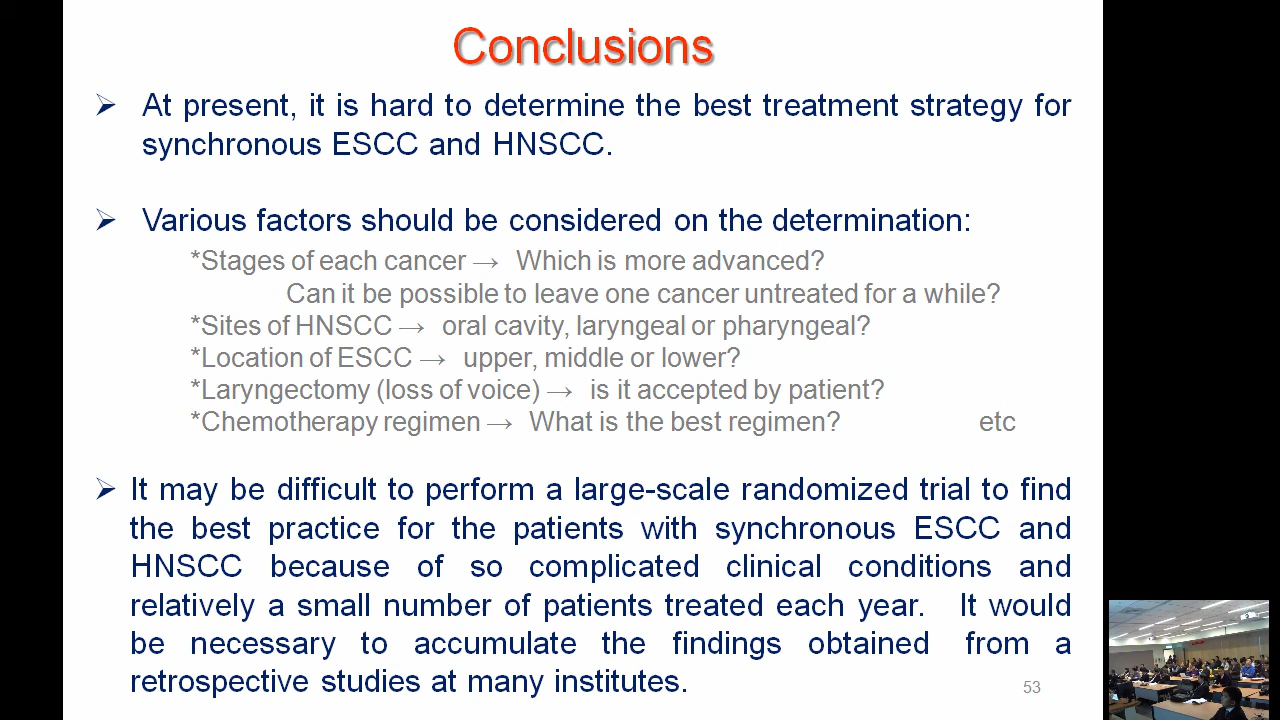 Conclusions
➢ At present, it is hard to determine the best treatment strategy for
synchronous ESCC and HNSCC.
➢ Various factors should be considered on the determination:
*Stages of each cancer → Which is more advanced?
Can it be possible to leave one cancer untreated for a while?
*Sites of HNSCC → oral cavity, laryngeal or pharyngeal?
*Location of ESCC → upper, middle or lower?
*Laryngectomy (loss of voice) → is it accepted by patient?
*Chemotherapy regimen → What is the best regimen? etc
➢ It may be difficult to perform a large-scale randomized trial to find
the best practice for the patients with synchronous ESCC and
HNSCC because of so complicated clinical conditions and
relatively a small number of patients treated each year. It would
be necessary to accumulate the findings obtained from a
retrospective studies at many institutes.
53